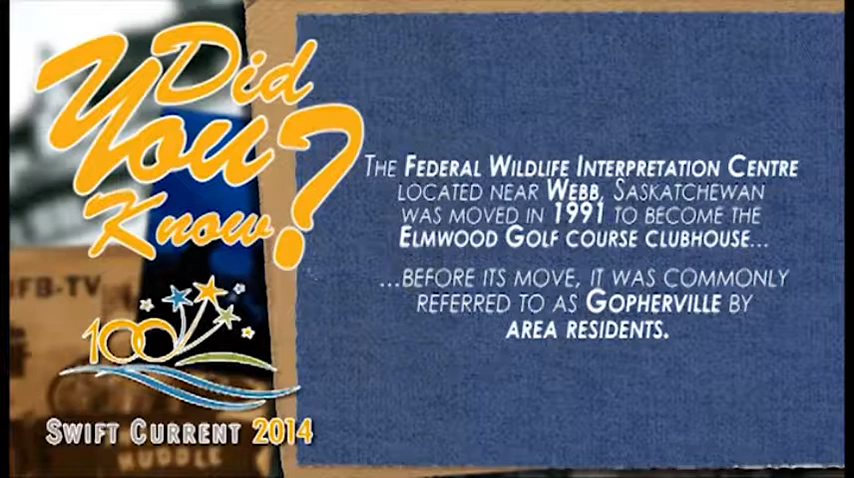 Did
You
Know?
FB-TV
100
Swift Current 2014
HUDDLE
The Federal Wildlife Interpretation Centre
located near Webb, Saskatchewan
was moved in 1991 to become the
Elmwood Golf course clubhouse...
...before its move, it was commonly
referred to as Gopherville by
area residents.